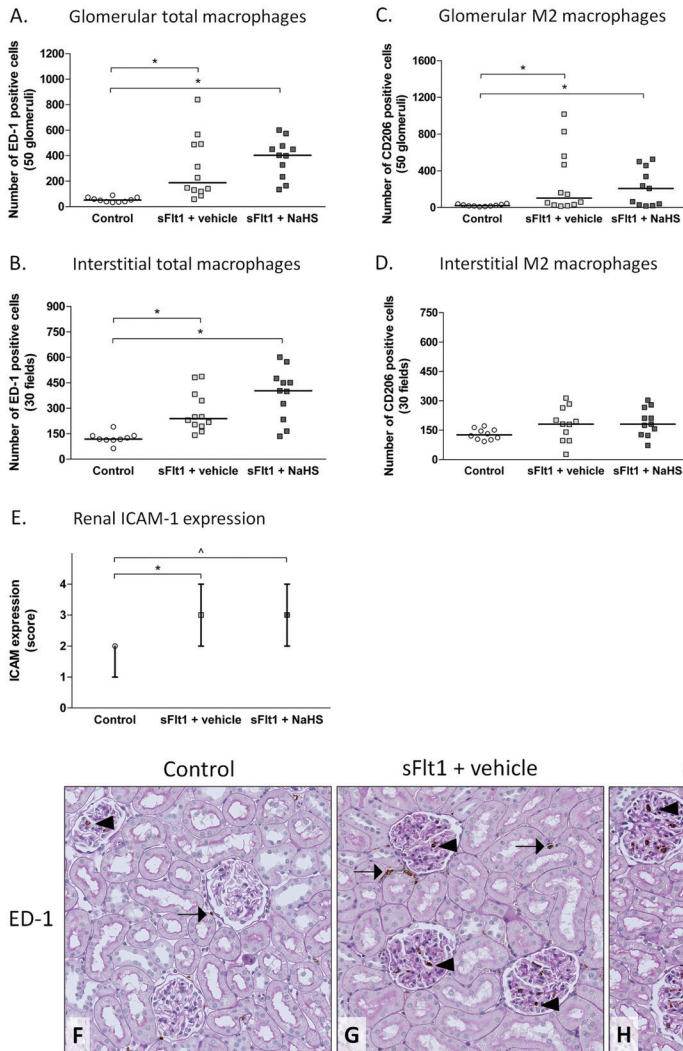 A. Glomerular total macrophages
Number of ED-1 positive cells
(50 glomeruli)
1200
1000
800
600
400
200
0
*
*
Control sFlt1 + vehicle sFlt1 + NaHS
C. Glomerular M2 macrophages
Number of CD206 positive cells
(50 glomeruli)
1600
1200
800
400
0
*
*
Control sFlt1 + vehicle sFlt1 + NaHS
B. Interstitial total macrophages
Number of ED-1 positive cells
(30 fields)
900
750
600
450
300
150
0
*
*
Control sFlt1 + vehicle sFlt1 + NaHS
D. Interstitial M2 macrophages
Number of CD206 positive cells
(30 fields)
750
600
450
300
150
0
Control sFlt1 + vehicle sFlt1 + NaHS
E. Renal ICAM-1 expression
ICAM expression
(score)
4
3
2
1
0
^
*
Control sFlt1 + vehicle sFlt1 + NaHS
Control sFlt1 + vehicle
ED-1
F G H